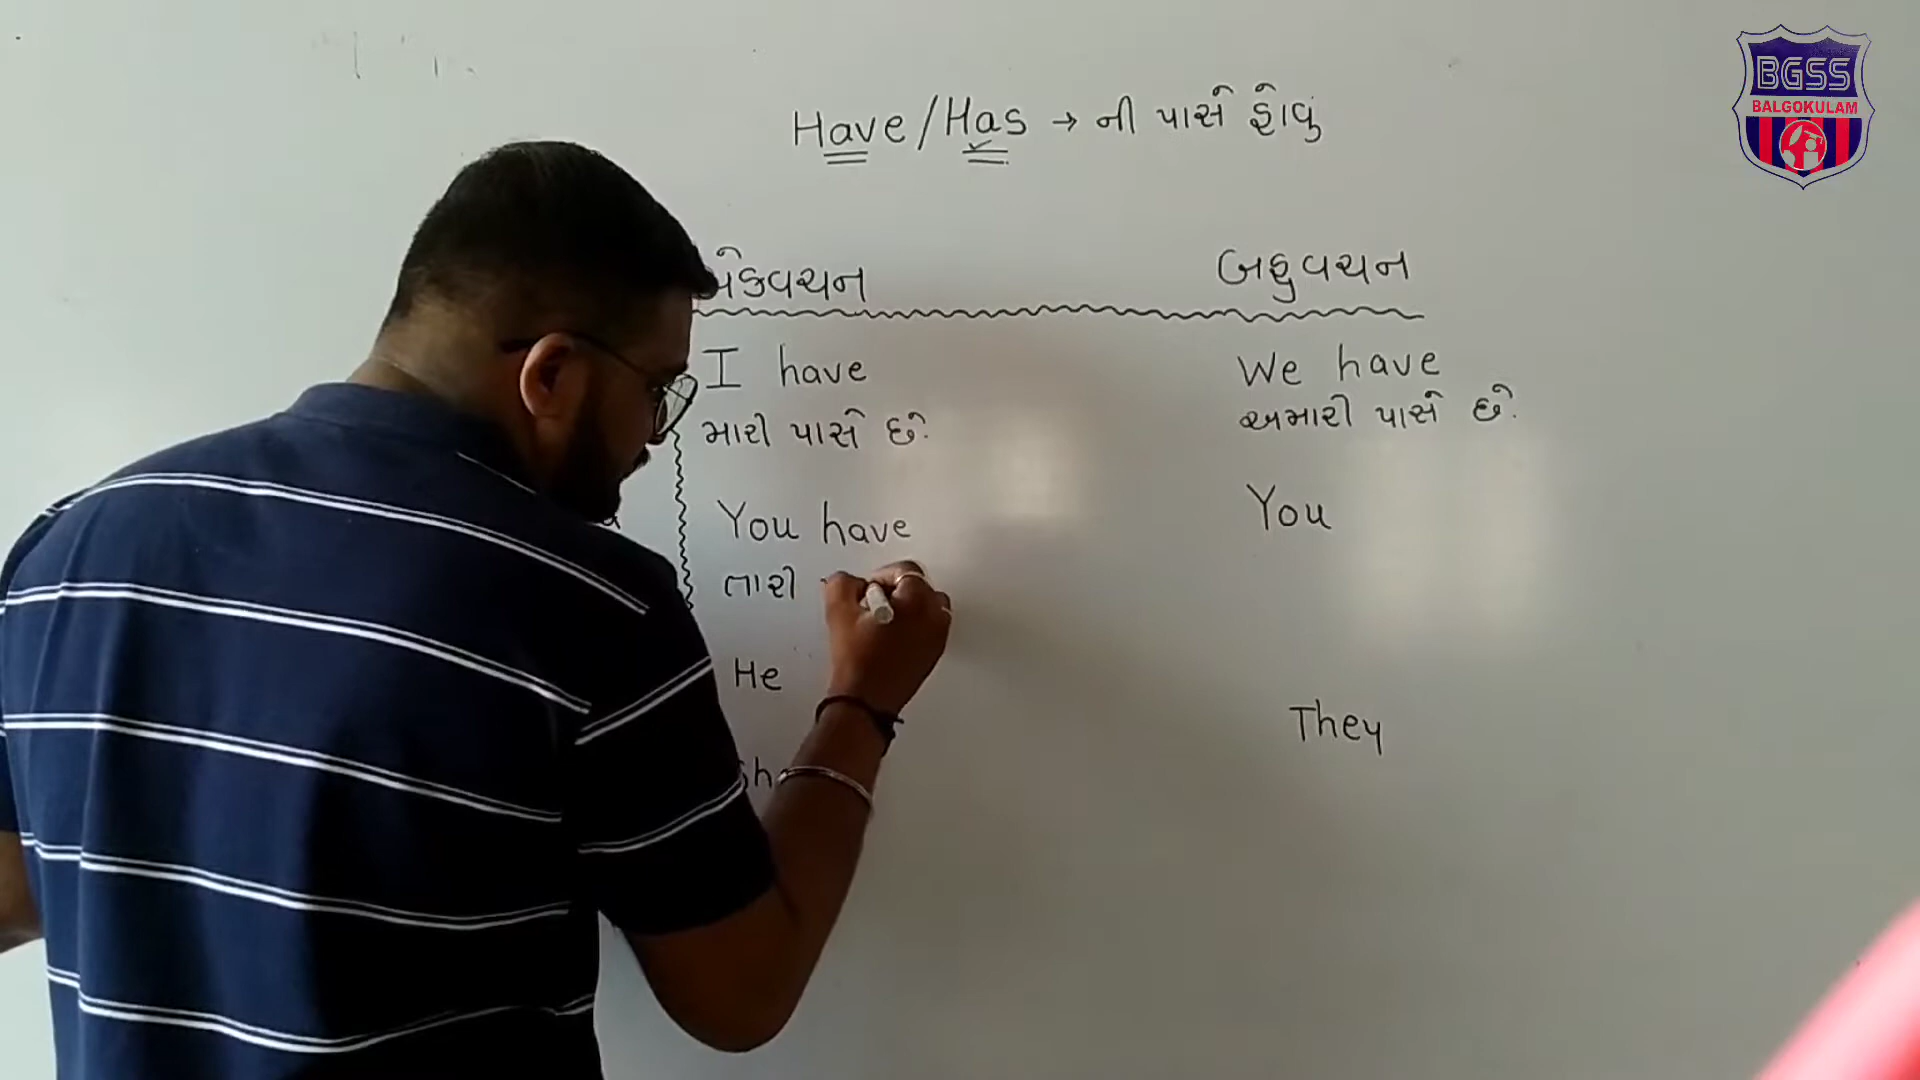 BGSS
BALGOKULAM
Have/Has → ની પાસે હોવું
એકવચન બહુવચન
I have We have
મારી પાસે છે. અમારી પાસે છે.
You have You
તારી
He
They